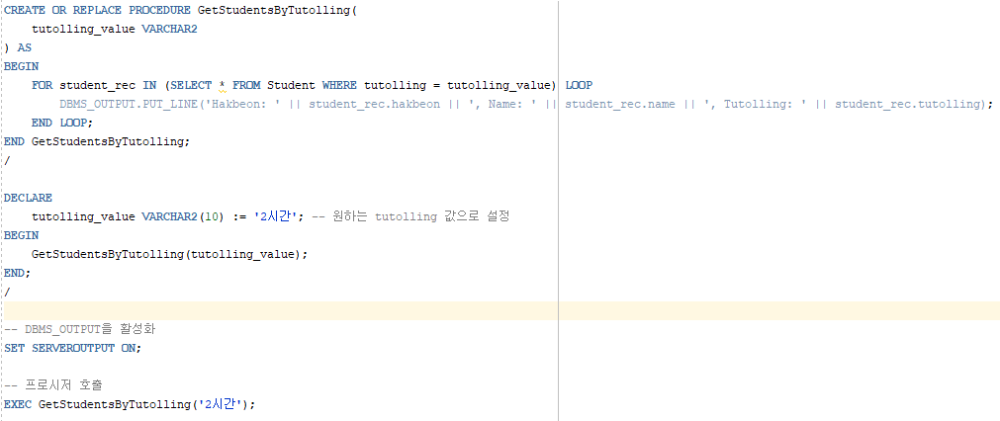 CREATE OR REPLACE PROCEDURE GetStudentsByTutolling(
    tutolling_value VARCHAR2
) AS
BEGIN
    FOR student_rec IN (SELECT * FROM Student WHERE tutolling = tutolling_value) LOOP
        DBMS_OUTPUT.PUT_LINE('Hakbeon: ' || student_rec.hakbeon || ', Name: ' || student_rec.name || ', Tutolling: ' || student_rec.tutolling);
    END LOOP;
END GetStudentsByTutolling;
/
DECLARE
    tutolling_value VARCHAR2(10) := '2시간'; -- 원하는 tutolling 값으로 설정
BEGIN
    GetStudentsByTutolling(tutolling_value);
END;
/
-- DBMS_OUTPUT을 활성화
SET SERVEROUTPUT ON;
-- 프로시저 호출
EXEC GetStudentsByTutolling('2시간');